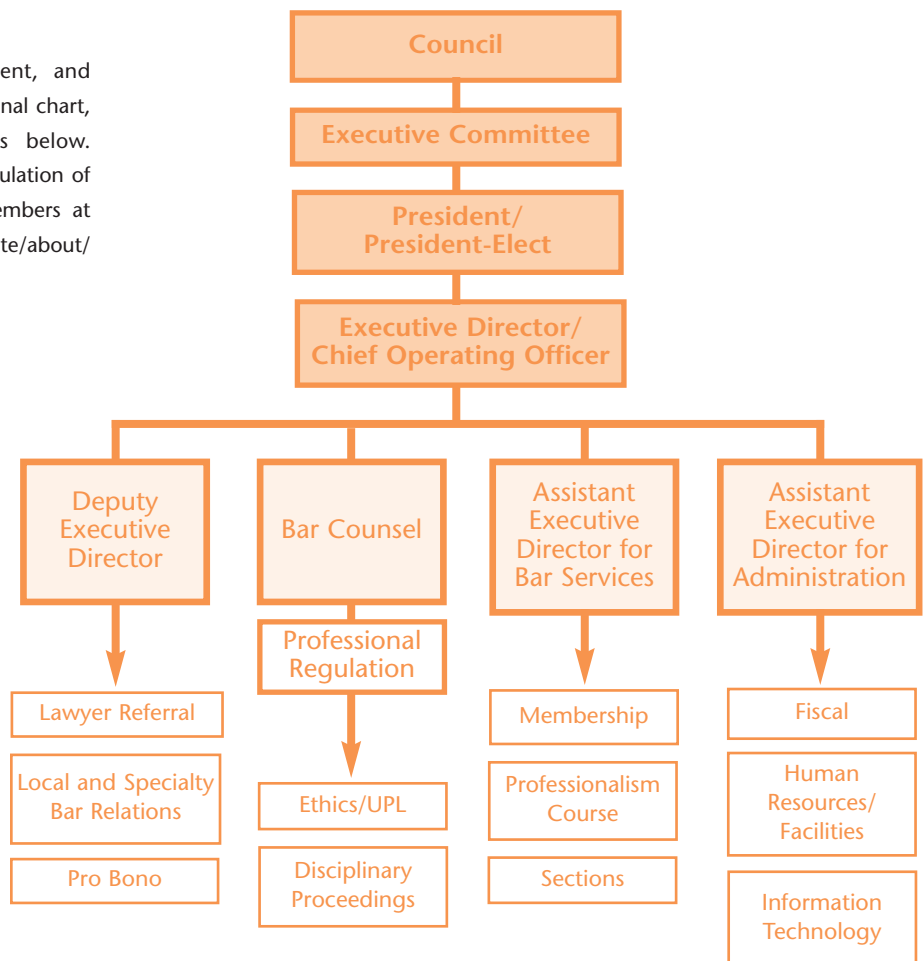 ent, and
nal chart,
s below.
ulation of
embers at
te/about/
Council
Executive Committee
President/
President-Elect
Executive Director/
Chief Operating Officer
Deputy
Executive
Director
Lawyer Referral
Local and Specialty
Bar Relations
Pro Bono
Bar Counsel
Professional
Regulation
Ethics/UPL
Disciplinary
Proceedings
Assistant
Executive
Director for
Bar Services
Membership
Professionalism
Course
Sections
Assistant
Executive
Director for
Administration
Fiscal
Human
Resources/
Facilities
Information
Technology